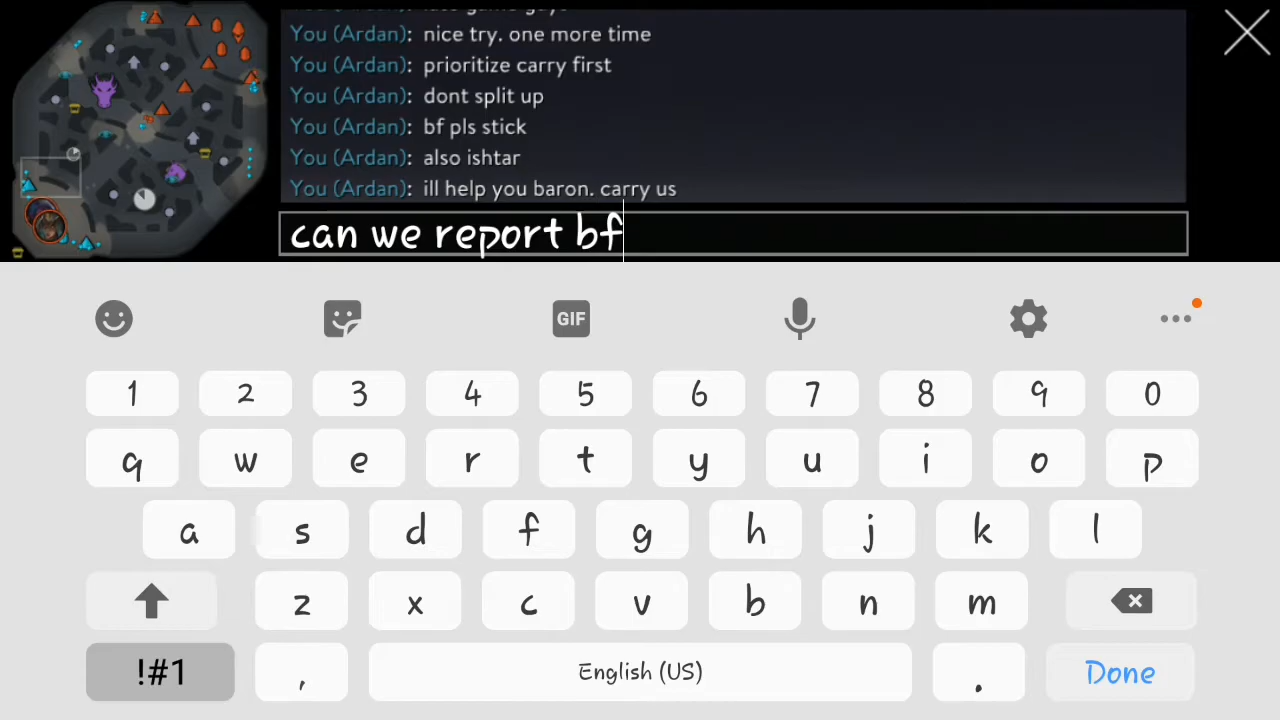 You (Ardan): nice try. one more time
You (Ardan): prioritize carry first
You (Ardan): dont split up
You (Ardan): bf pls stick
You (Ardan): also ishtar
You (Ardan): ill help you baron. carry us
can we report bf
GIF
1 2 3 4 5 6 7 8 9 0
q w e r t y u i o p
a s d f g h j k l
z x c v b n m
!#1 , English (US) . Done